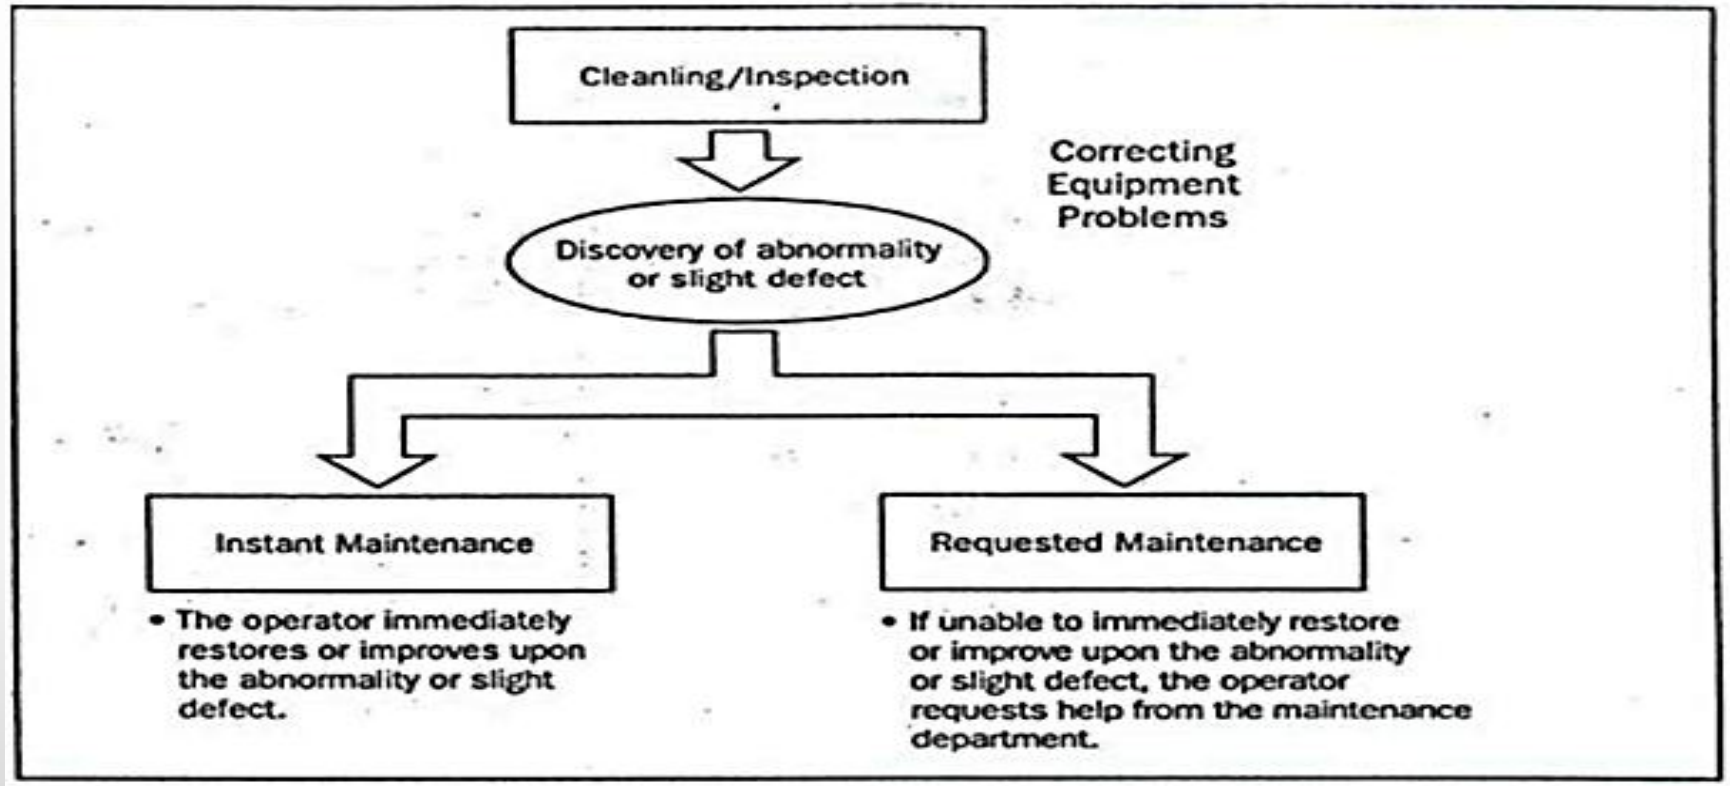 Cleanling/Inspection
Correcting
Equipment
Problems
Discovery of abnormality
or slight defect
Instant Maintenance
• The operator immediately
restores or improves upon
the abnormality or slight
defect.
Requested Maintenance
• If unable to immediately restore
or improve upon the abnormality
or slight defect, the operator
requests help from the maintenance
department.